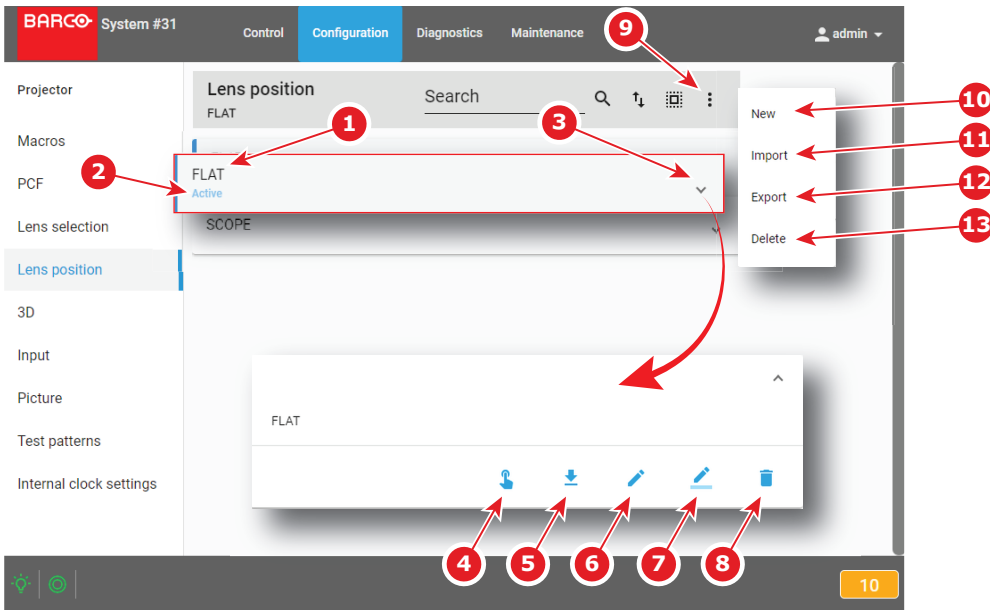 BARCO System #31
Control Configuration Diagnostics Maintenance admin
9
Projector
Macros
PCF
Lens selection
Lens position
3D
Input
Picture
Test patterns
Internal clock settings
Lens position
FLAT
Search
1
3
2
FLAT
Active
SCOPE
New
Import
Export
Delete
10
11
12
13
FLAT
4 5 6 7 8
10